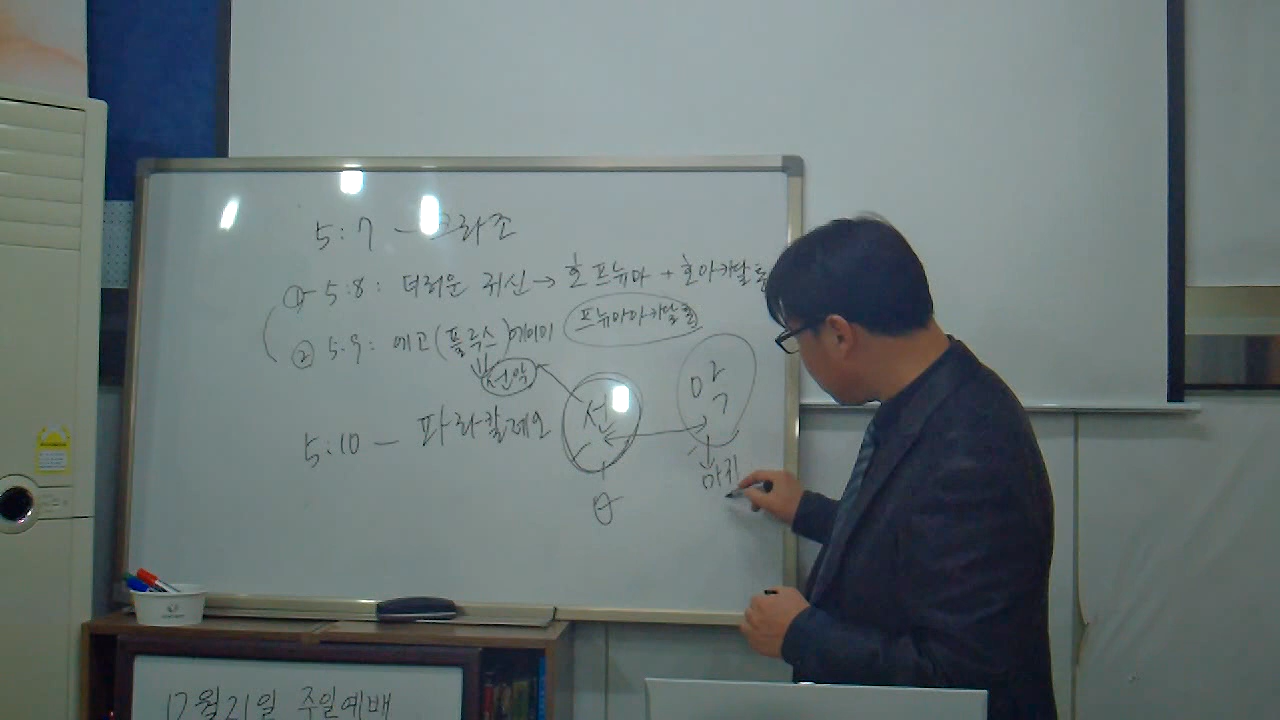 5:7 – 크라조
① 5:8: 더러운 귀신 → 호 프뉴마 + 호 아카달톤
프뉴마아카달톤
② 5:9: 에고(플루스)에이미
선악
선 악
5:10 – 파라칼레오
θ 마귀
12월21일 주일예배